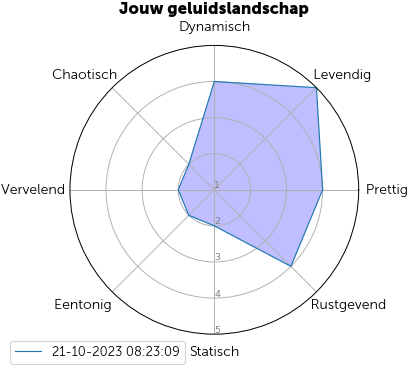 Jouw geluidslandschap
Dynamisch
Chaotisch
Levendig
Vervelend
Prettig
1
2
3
4
5
Eentonig
Rustgevend
Statisch
21-10-2023 08:23:09